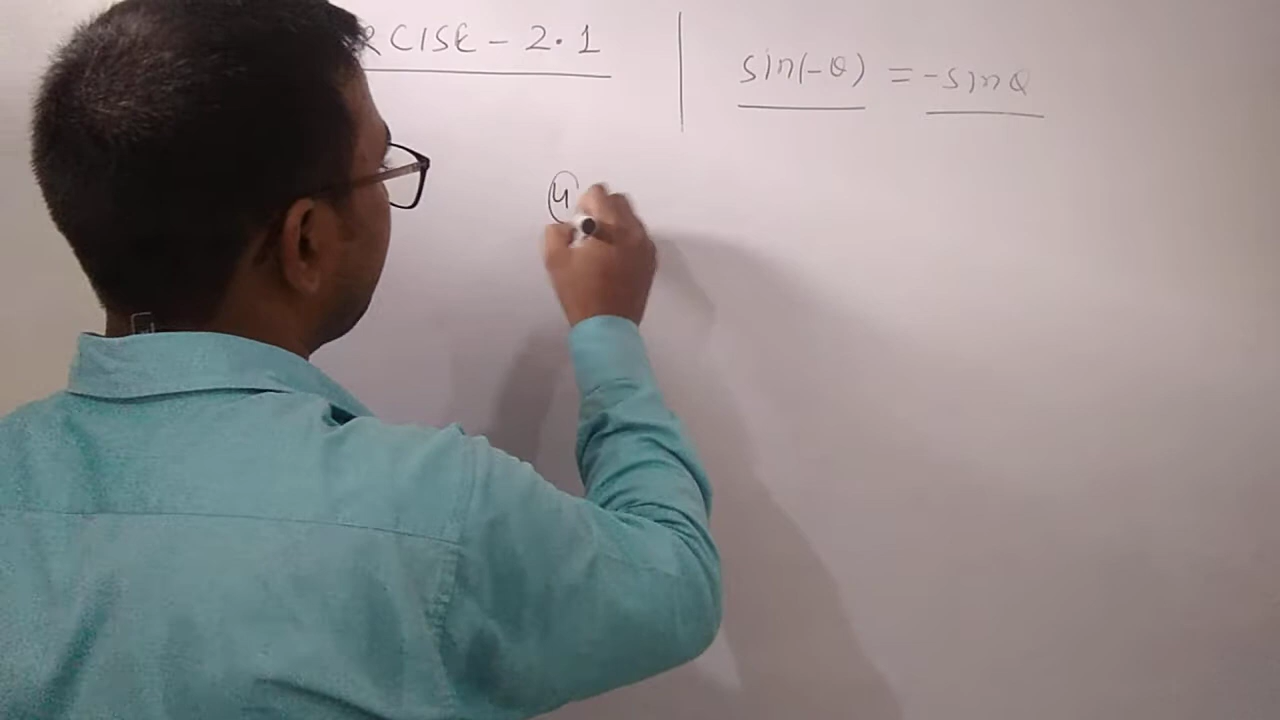 RCISE - 2.1
sin(-θ) = -sinθ
4